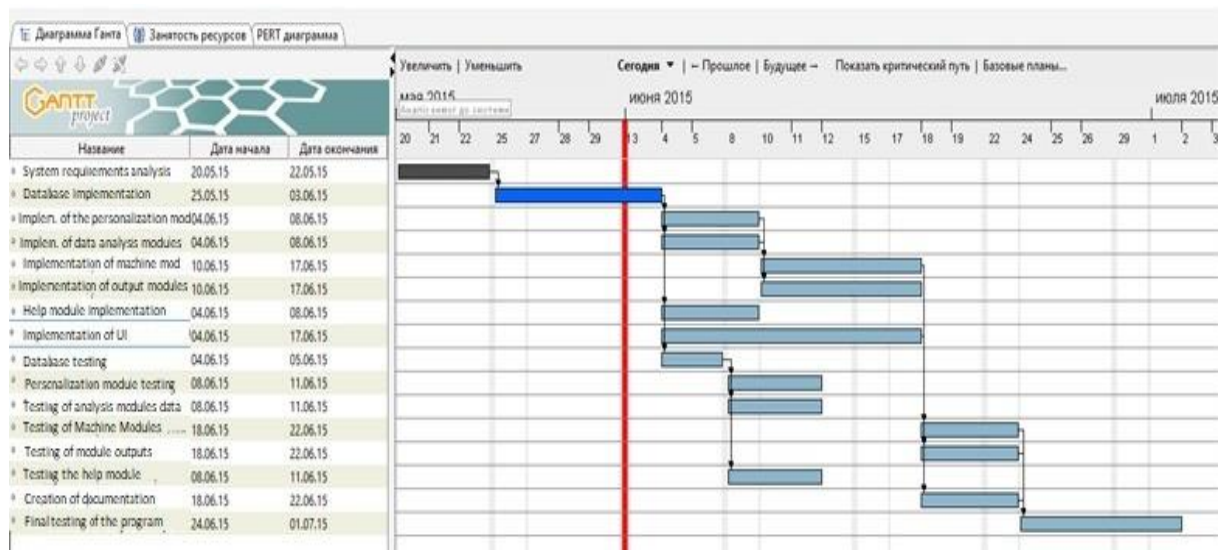 Диаграмма Ганта Занятость ресурсов PERT диаграмма
Увеличить | Уменьшить Сегодня ▼ | ← Прошлое | Будущее → Показать критический путь | Базовые планы...
GANTT project
мая 2015 июня 2015 июля 2015
Название Дата начала Дата окончания
20 21 22 25 27 28 29 3 4 5 8 10 11 12 15 17 18 19 22 24 25 26 29 1 2 3
System requirements analysis 20.05.15 22.05.15
Database Implementation 25.05.15 03.06.15
Implem. of the personalization mod 04.06.15 08.06.15
Implem. of data analysis modules 04.06.15 08.06.15
Implementation of machine mod 10.06.15 17.06.15
Implementation of output modules 10.06.15 17.06.15
Help module implementation 04.06.15 08.06.15
Implementation of UI 04.06.15 17.06.15
Database testing 04.06.15 05.06.15
Personalization module testing 08.06.15 11.06.15
Testing of analysis modules data 08.06.15 11.06.15
Testing of Machine Modules ...... 18.06.15 22.06.15
Testing of module outputs 18.06.15 22.06.15
Testing the help module 08.06.15 11.06.15
Creation of documentation 18.06.15 22.06.15
Final testing of the program 24.06.15 01.07.15